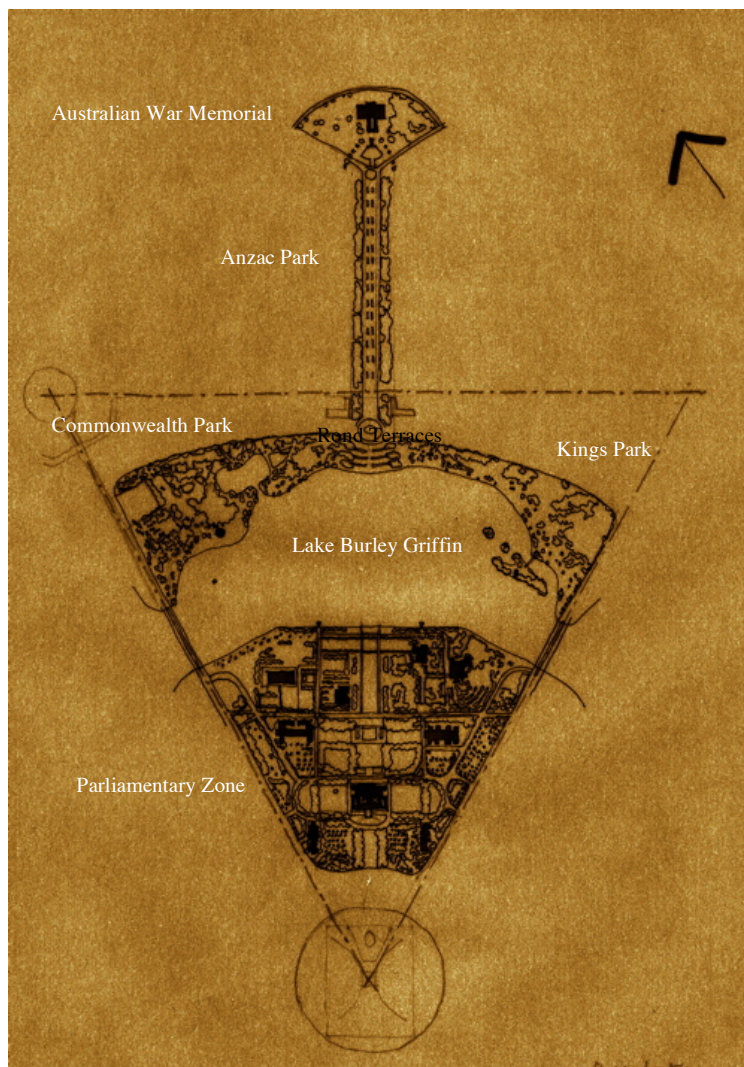 Australian War Memorial
Anzac Park
Commonwealth Park
Rond Terraces
Kings Park
Lake Burley Griffin
Parliamentary Zone